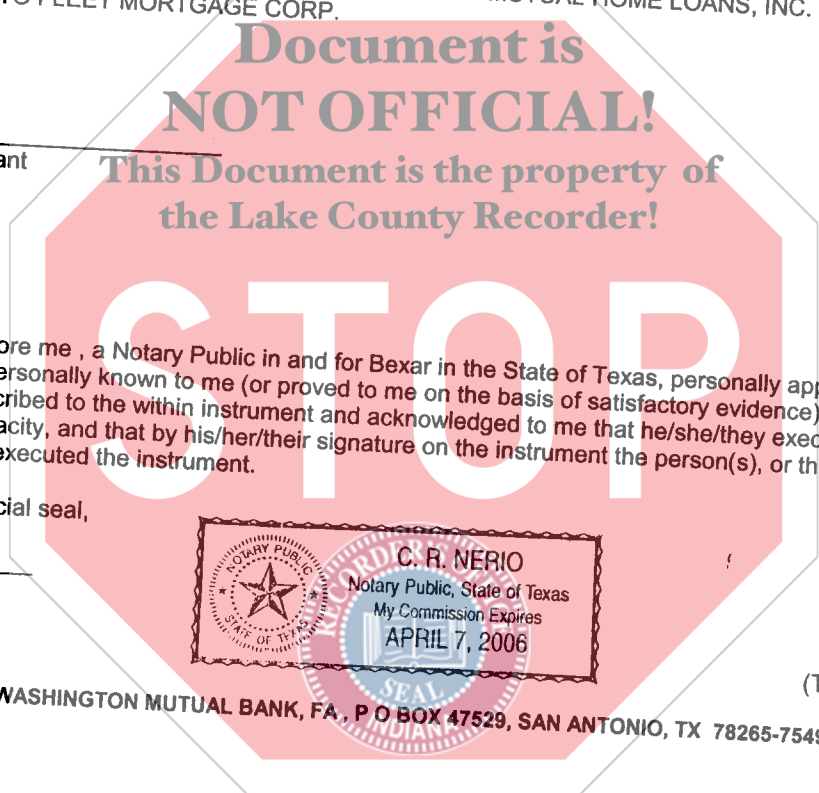 FLEET MORTGAGE CORP.
MUTUAL HOME LOANS, INC.
Document is
NOT OFFICIAL!
ant
This Document is the property of
the Lake County Recorder!
STOP
ore me , a Notary Public in and for Bexar in the State of Texas, personally app
ersonally known to me (or proved to me on the basis of satisfactory evidence)
cribed to the within instrument and acknowledged to me that he/she/they exec
acity, and that by his/her/their signature on the instrument the person(s), or th
executed the instrument.
cial seal,
NOTARY PUBLIC
STATE OF TEXAS
C. R. NERIO
Notary Public, State of Texas
My Commission Expires
APRIL 7, 2006
RECORDER'S
SEAL
INDIANA
(T
WASHINGTON MUTUAL BANK, FA , P O BOX 47529, SAN ANTONIO, TX 78265-7549